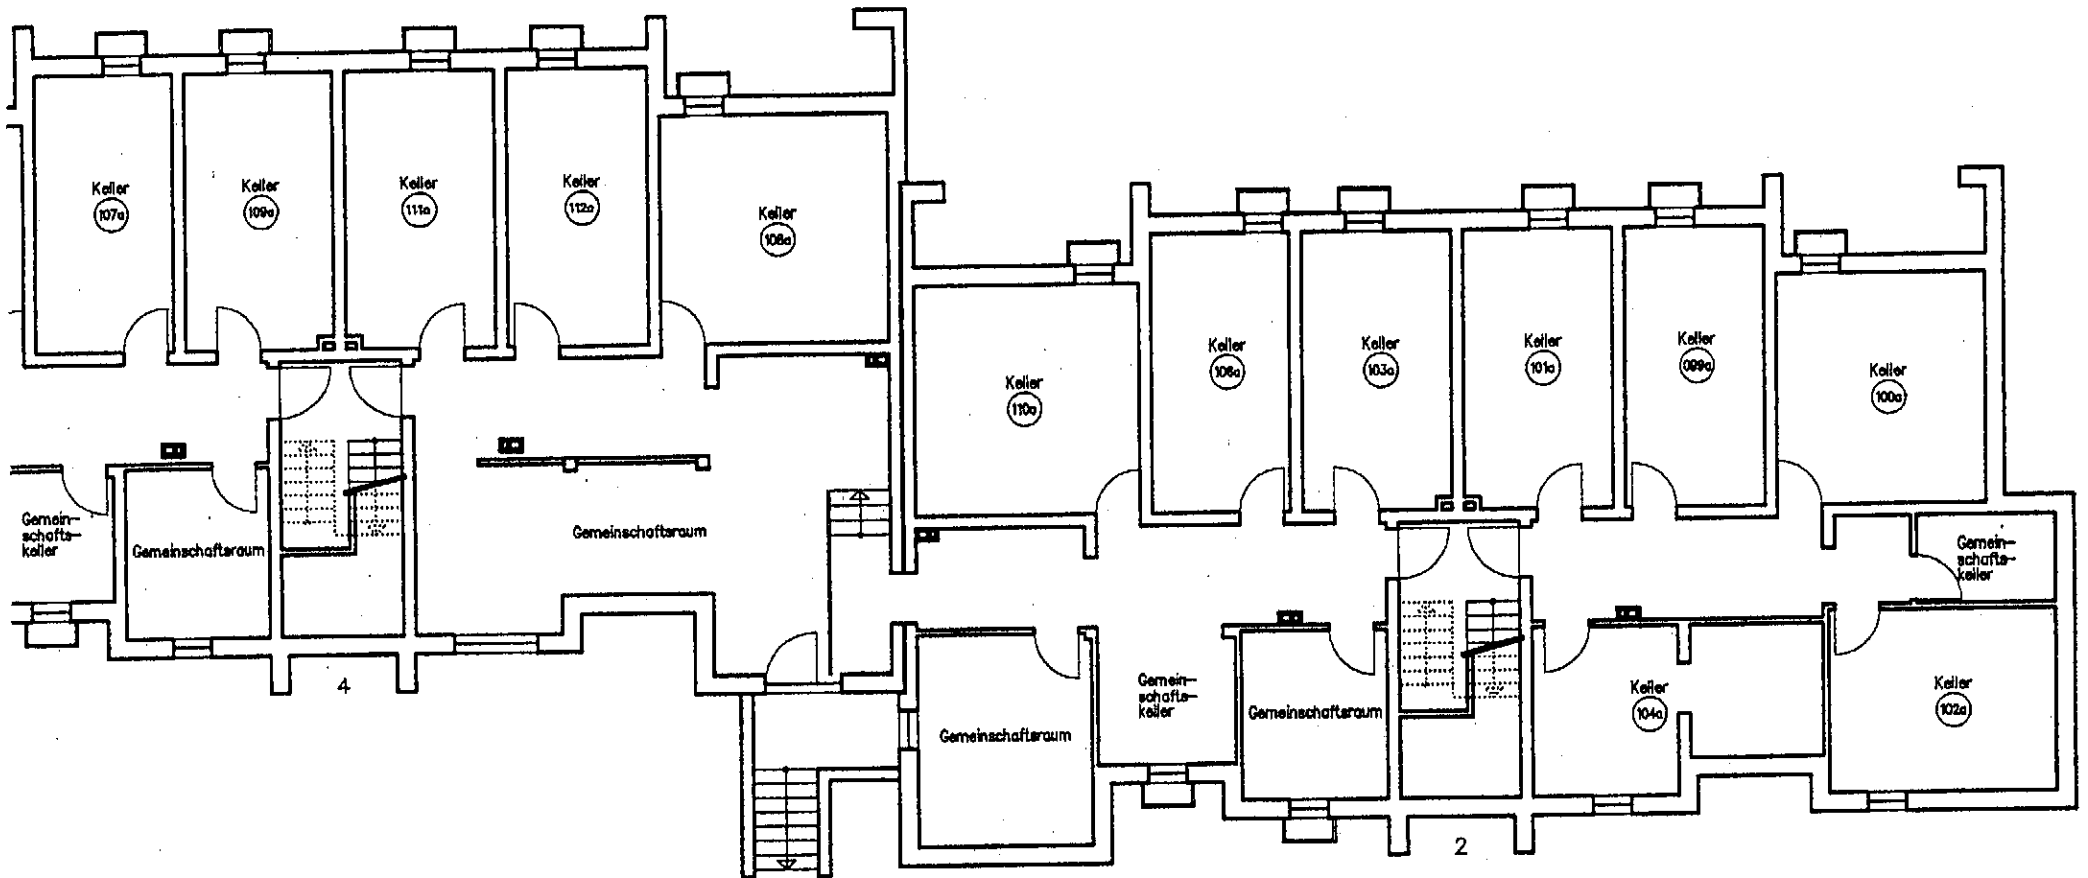 Keller
107a
Keller
109a
Keller
111a
Keller
112a
Keller
108a
Keller
110a
Keller
106a
Keller
103a
Keller
101a
Keller
099a
Keller
100a
Gemein-
schafts-
keller
Gemeinschaftsraum
Gemeinschaftsraum
Gemein-
schafts-
keller
4
Gemeinschaftsraum
Gemein-
schafts-
keller
Gemeinschaftsraum
Keller
104a
Keller
102a
2